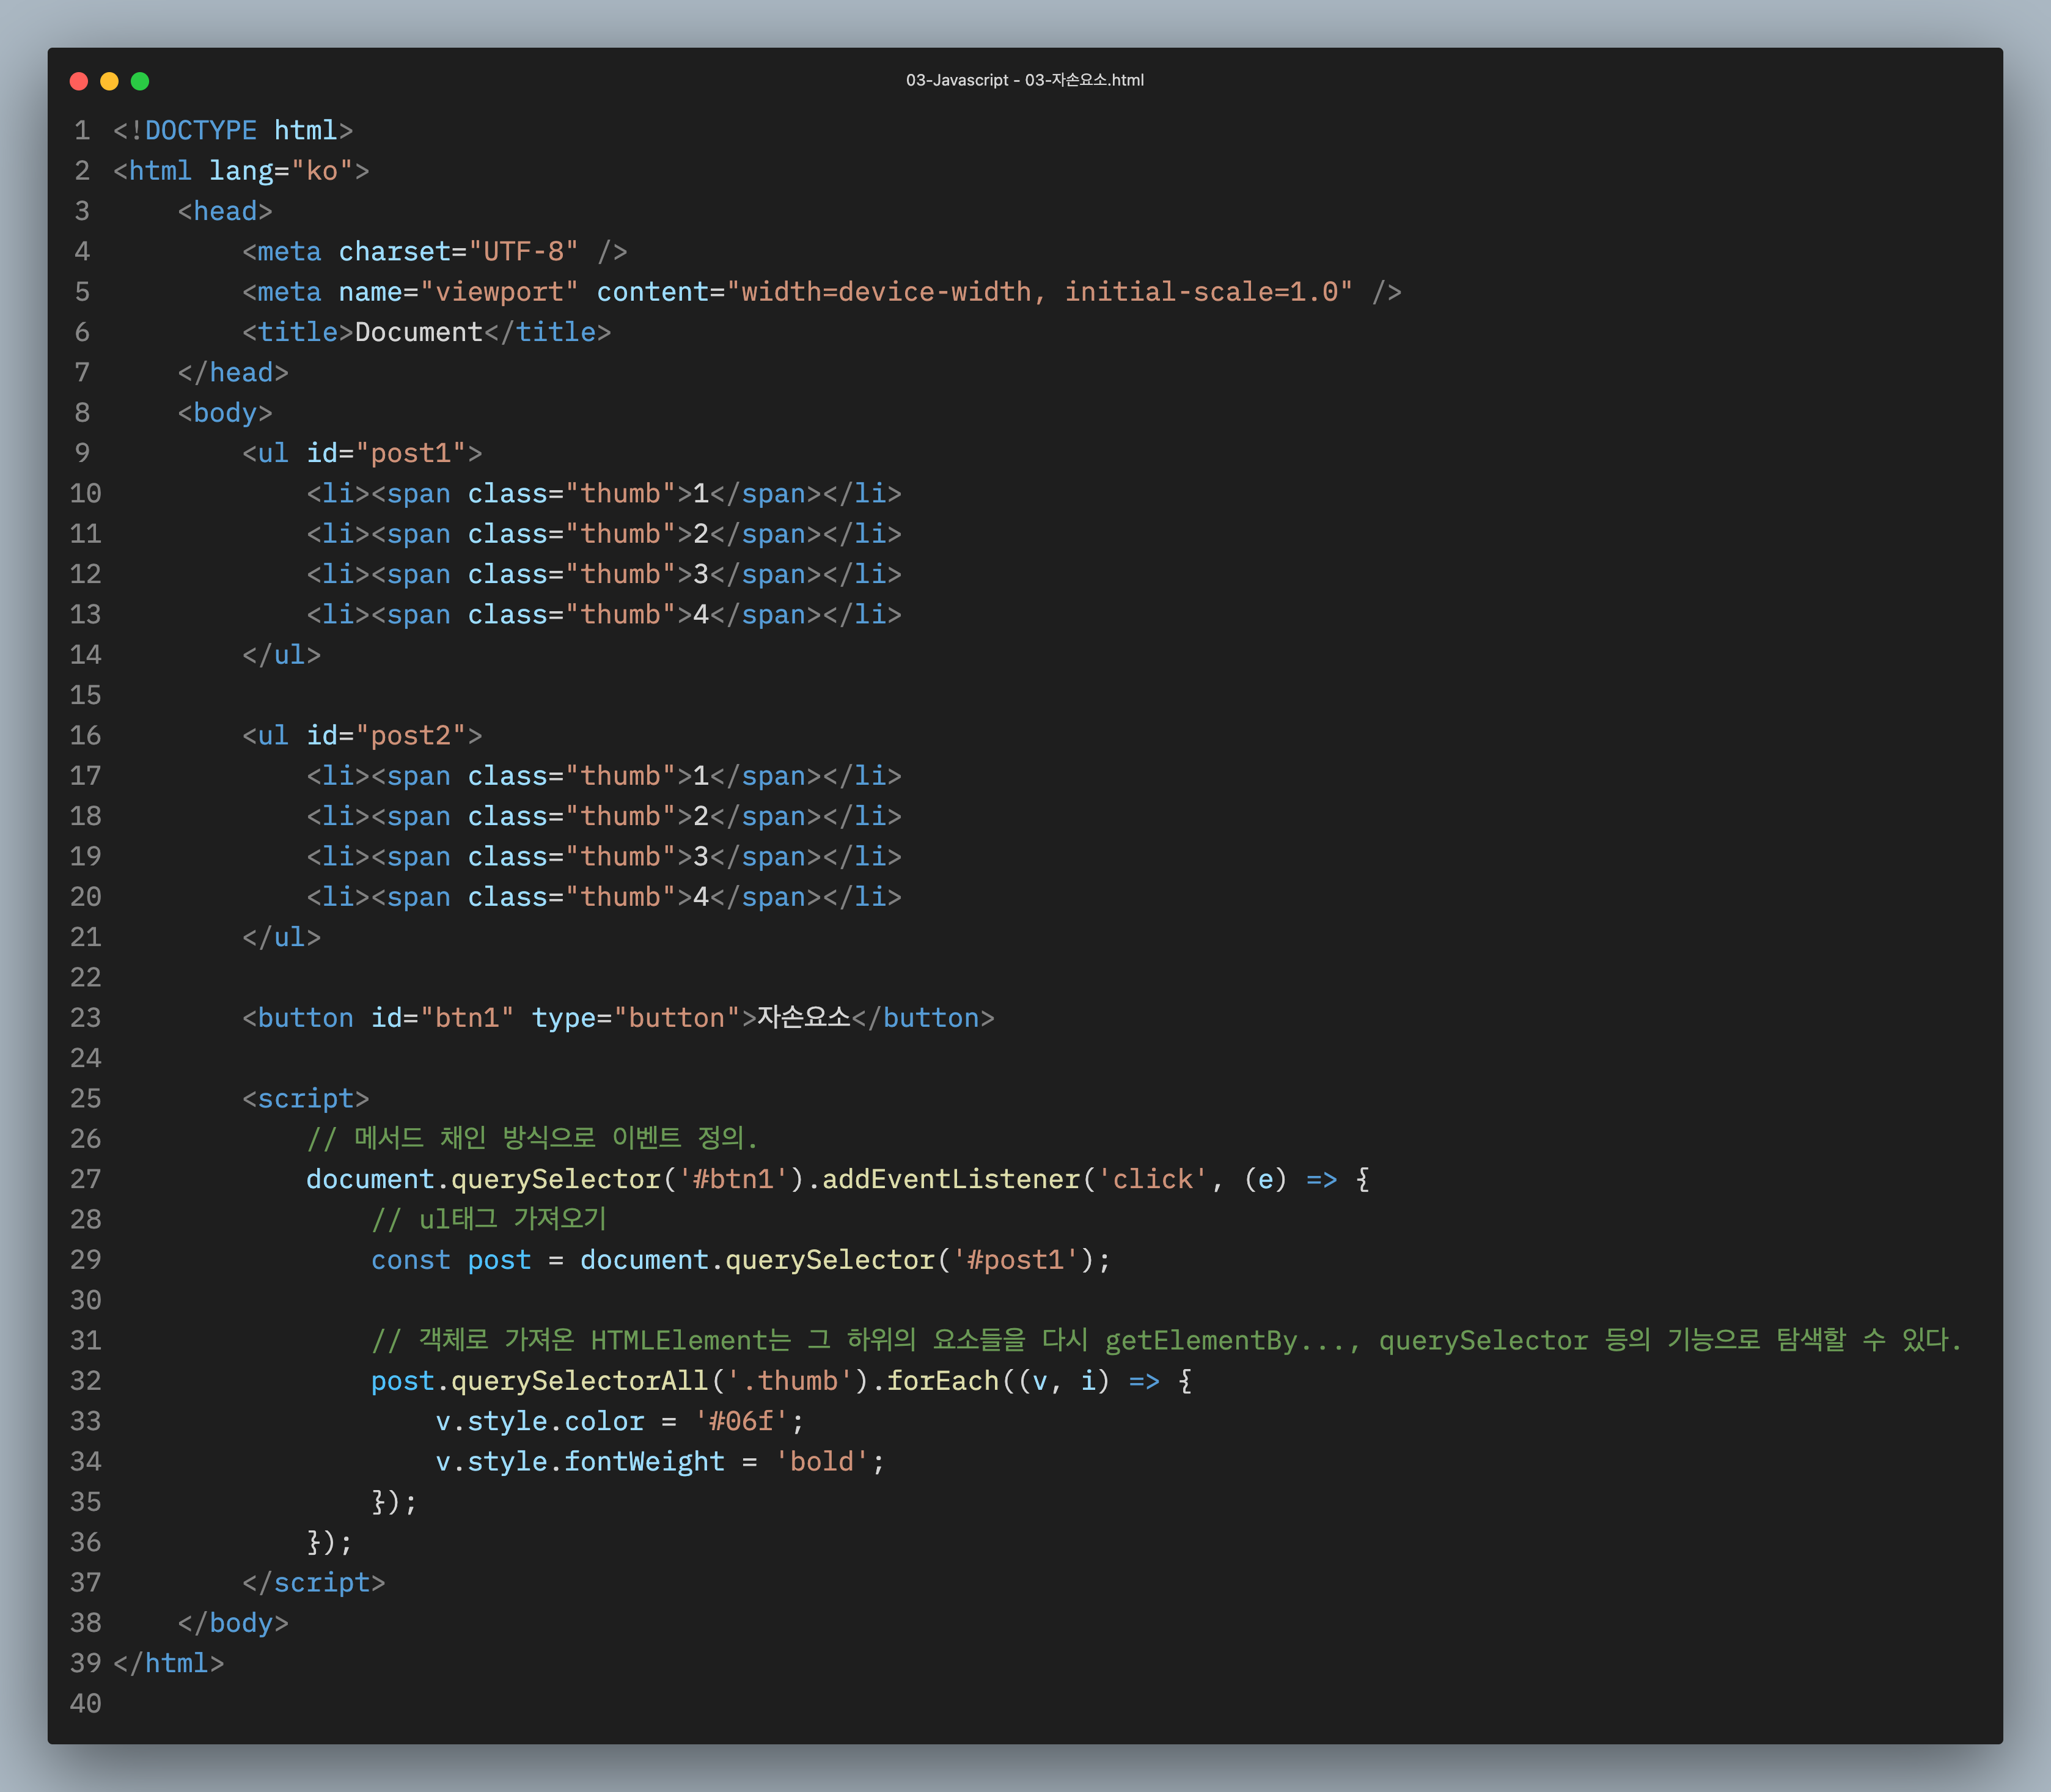 03-Javascript - 03-자손요소.html
1 <!DOCTYPE html>
2 <html lang="ko">
3     <head>
4         <meta charset="UTF-8" />
5         <meta name="viewport" content="width=device-width, initial-scale=1.0" />
6         <title>Document</title>
7     </head>
8     <body>
9         <ul id="post1">
10             <li><span class="thumb">1</span></li>
11             <li><span class="thumb">2</span></li>
12             <li><span class="thumb">3</span></li>
13             <li><span class="thumb">4</span></li>
14         </ul>
15
16         <ul id="post2">
17             <li><span class="thumb">1</span></li>
18             <li><span class="thumb">2</span></li>
19             <li><span class="thumb">3</span></li>
20             <li><span class="thumb">4</span></li>
21         </ul>
22
23         <button id="btn1" type="button">자손요소</button>
24
25         <script>
26             // 메서드 채인 방식으로 이벤트 정의.
27             document.querySelector('#btn1').addEventListener('click', (e) => {
28                 // ul태그 가져오기
29                 const post = document.querySelector('#post1');
30
31                 // 객체로 가져온 HTMLElement는 그 하위의 요소들을 다시 getElementBy..., querySelector 등의 기능으로 탐색할 수 있다.
32                 post.querySelectorAll('.thumb').forEach((v, i) => {
33                     v.style.color = '#06f';
34                     v.style.fontWeight = 'bold';
35                 });
36             });
37         </script>
38     </body>
39 </html>
40